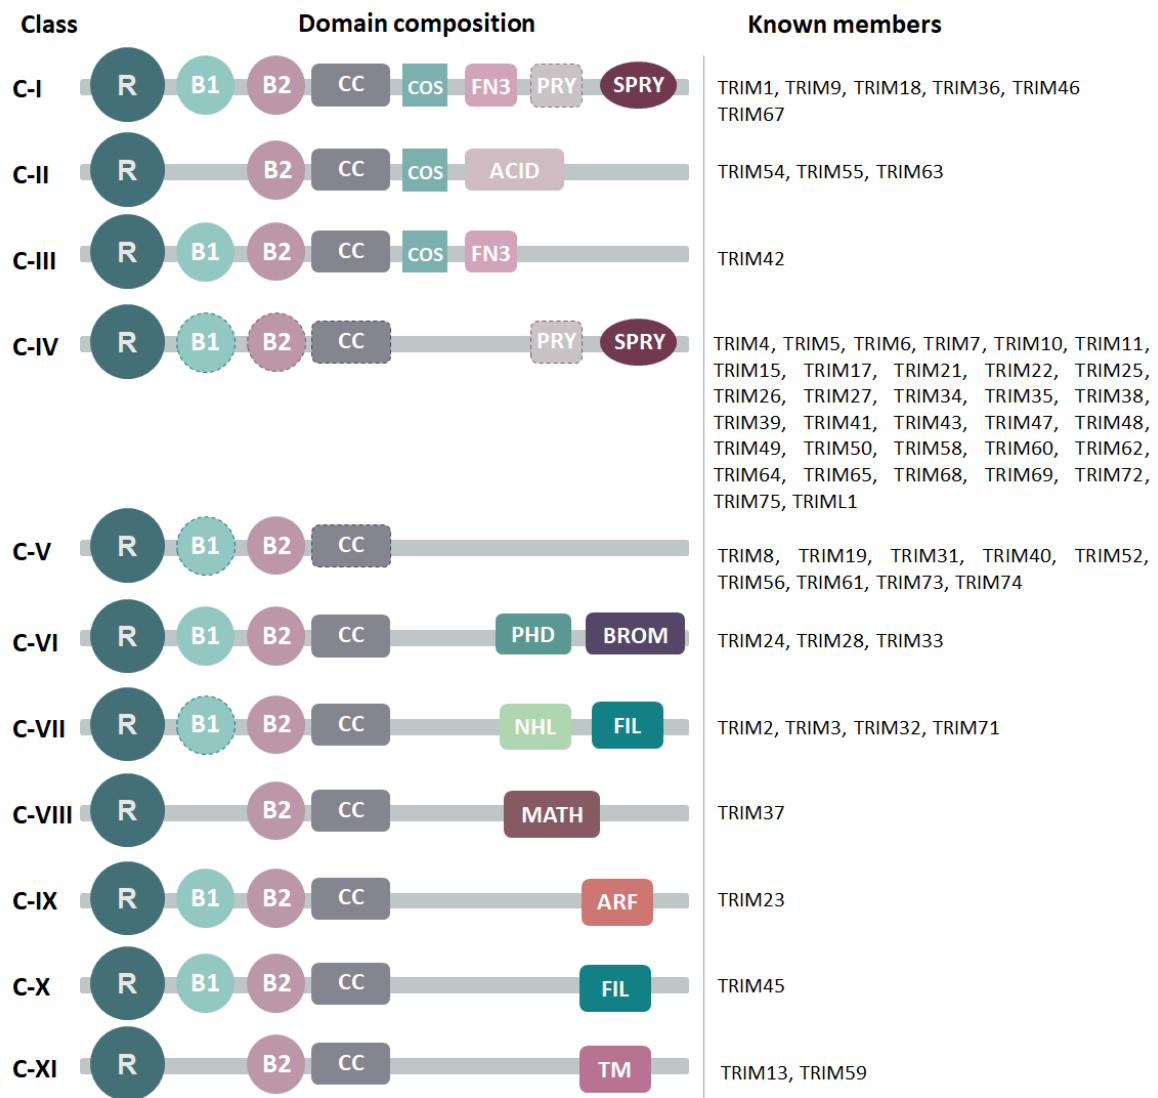 Class Domain composition Known members
C-I R B1 B2 CC COS FN3 PRY SPRY TRIM1, TRIM9, TRIM18, TRIM36, TRIM46
TRIM67
C-II R B2 CC COS ACID TRIM54, TRIM55, TRIM63
C-III R B1 B2 CC COS FN3 TRIM42
C-IV R B1 B2 CC PRY SPRY TRIM4, TRIM5, TRIM6, TRIM7, TRIM10, TRIM11,
TRIM15, TRIM17, TRIM21, TRIM22, TRIM25,
TRIM26, TRIM27, TRIM34, TRIM35, TRIM38,
TRIM39, TRIM41, TRIM43, TRIM47, TRIM48,
TRIM49, TRIM50, TRIM58, TRIM60, TRIM62,
TRIM64, TRIM65, TRIM68, TRIM69, TRIM72,
TRIM75, TRIML1
C-V R B1 B2 CC TRIM8, TRIM19, TRIM31, TRIM40, TRIM52,
TRIM56, TRIM61, TRIM73, TRIM74
C-VI R B1 B2 CC PHD BROM TRIM24, TRIM28, TRIM33
C-VII R B1 B2 CC NHL FIL TRIM2, TRIM3, TRIM32, TRIM71
C-VIII R B2 CC MATH TRIM37
C-IX R B1 B2 CC ARF TRIM23
C-X R B1 B2 CC FIL TRIM45
C-XI R B2 CC TM TRIM13, TRIM59